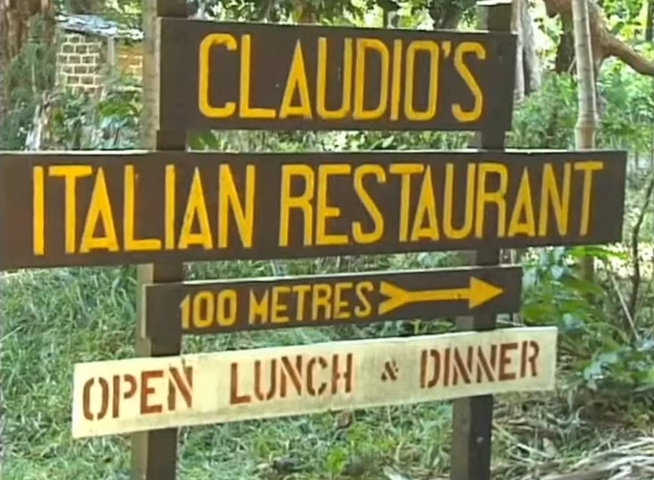 CLAUDIO'S
ITALIAN RESTAURANT
100 METRES
OPEN LUNCH & DINNER